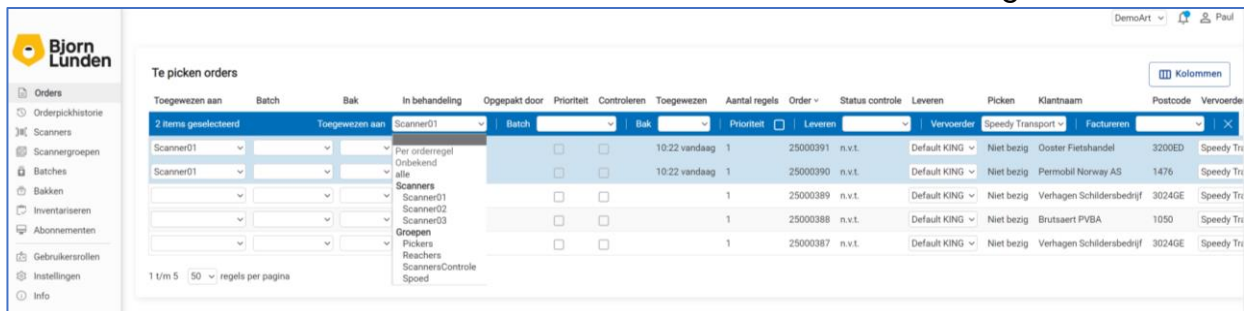 DemoArt Paul
Bjorn
Lunden
Te picken orders
Kolommen
Orders
Orderpickhistorie
Scanners
Scannergroepen
Batches
Bakken
Inventariseren
Abonnementen
Gebruikersrollen
Instellingen
Info
Toegewezen aan Batch Bak In behandeling Opgepakt door Prioriteit Controleren Toegewezen Aantal regels Order Status controle Leveren Picken Klantnaam Postcode Vervoerde
2 items geselecteerd Toegewezen aan Scanner01 | Batch | Bak | Prioriteit | Leveren | Vervoerder Speedy Transport | Factureren |
Scanner01 10:22 vandaag 1 25000391 n.v.t. Default KING Niet bezig Ooster Fietshandel 3200ED Speedy Tra
Scanner01 10:22 vandaag 1 25000390 n.v.t. Default KING Niet bezig Permobil Norway AS 1476 Speedy Tra
1 25000389 n.v.t. Default KING Niet bezig Verhagen Schildersbedrijf 3024GE Speedy Tra
1 25000388 n.v.t. Default KING Niet bezig Brutsaert PVBA 1050 Speedy Tra
1 25000387 n.v.t. Default KING Niet bezig Verhagen Schildersbedrijf 3024GE Speedy Tra
Per orderregel
Onbekend
alle
Scanners
Scanner01
Scanner02
Scanner03
Groepen
Pickers
Reachers
ScannersControle
Spoed
1 t/m 5 50 regels per pagina